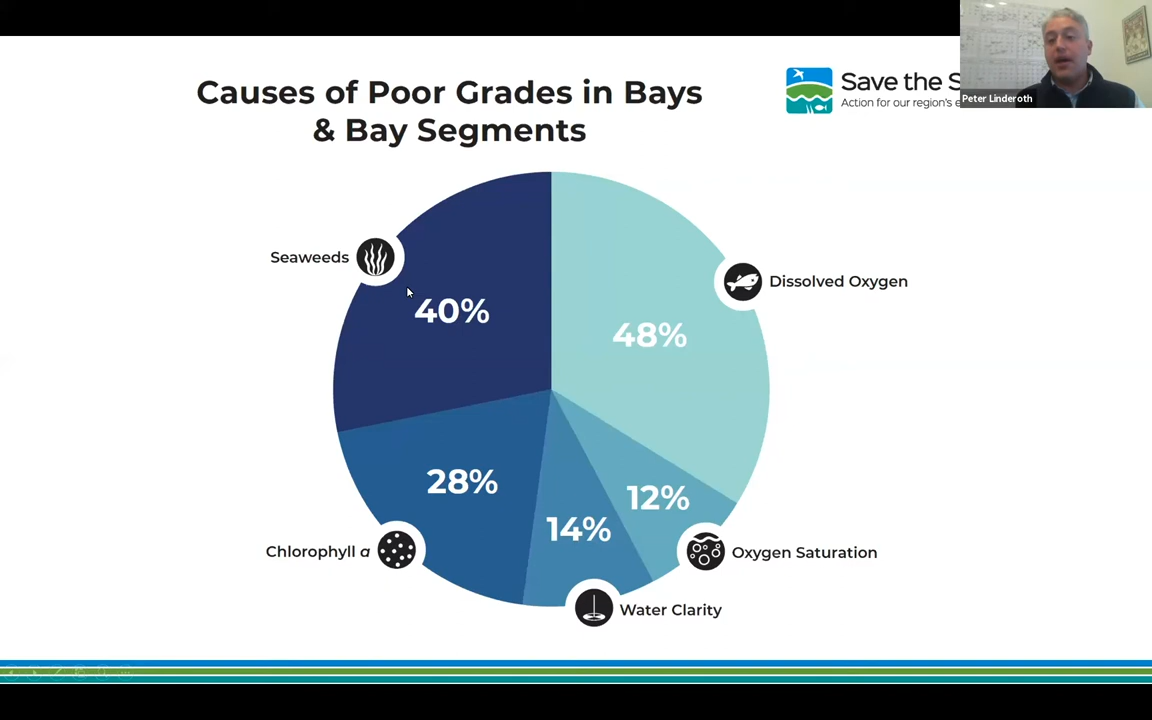 Causes of Poor Grades in Bays
& Bay Segments
Save the S
Action for our region's e
Peter Linderoth
Seaweeds
40%
48%
Dissolved Oxygen
28%
12%
14%
Chlorophyll a
Oxygen Saturation
Water Clarity